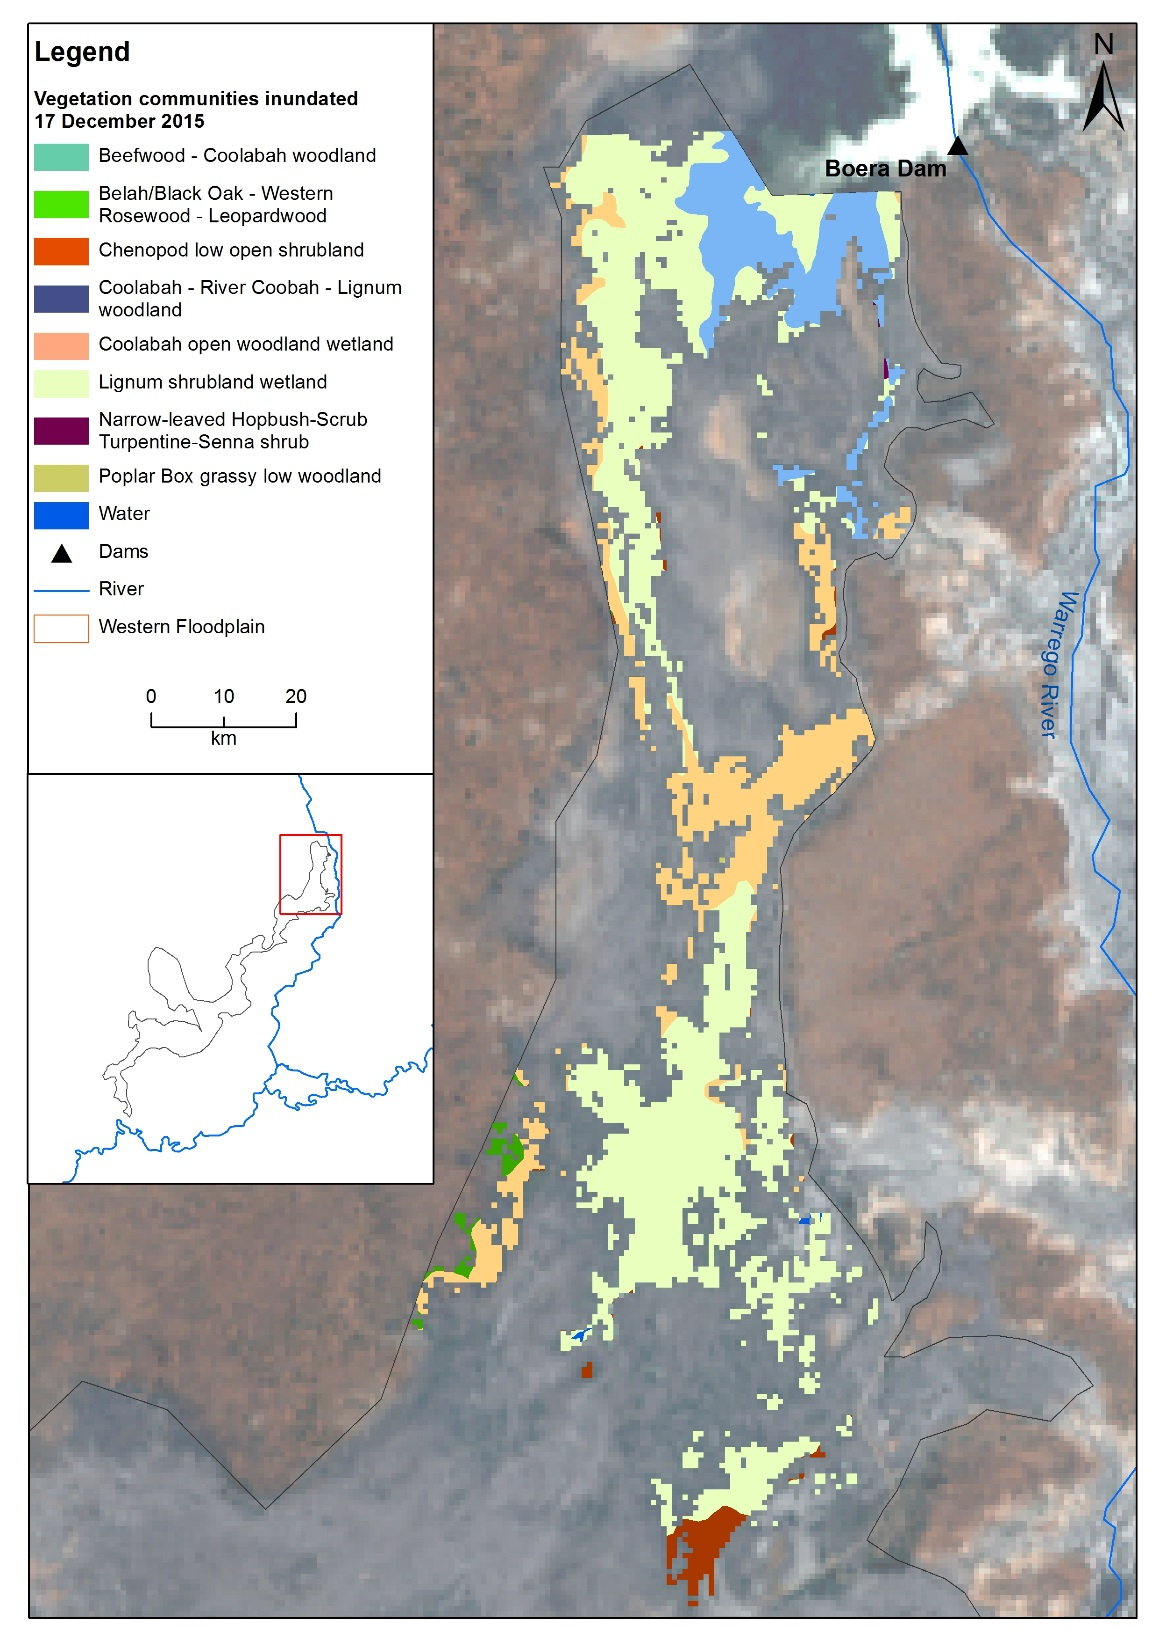 Legend
Vegetation communities inundated
17 December 2015
Beefwood - Coolabah woodland
Belah/Black Oak - Western
Rosewood - Leopardwood
Chenopod low open shrubland
Coolabah - River Coobah - Lignum
woodland
Coolabah open woodland wetland
Lignum shrubland wetland
Narrow-leaved Hopbush-Scrub
Turpentine-Senna shrub
Poplar Box grassy low woodland
Water
Dams
River
Western Floodplain
0 10 20
km
N
Boera Dam
Warrego River